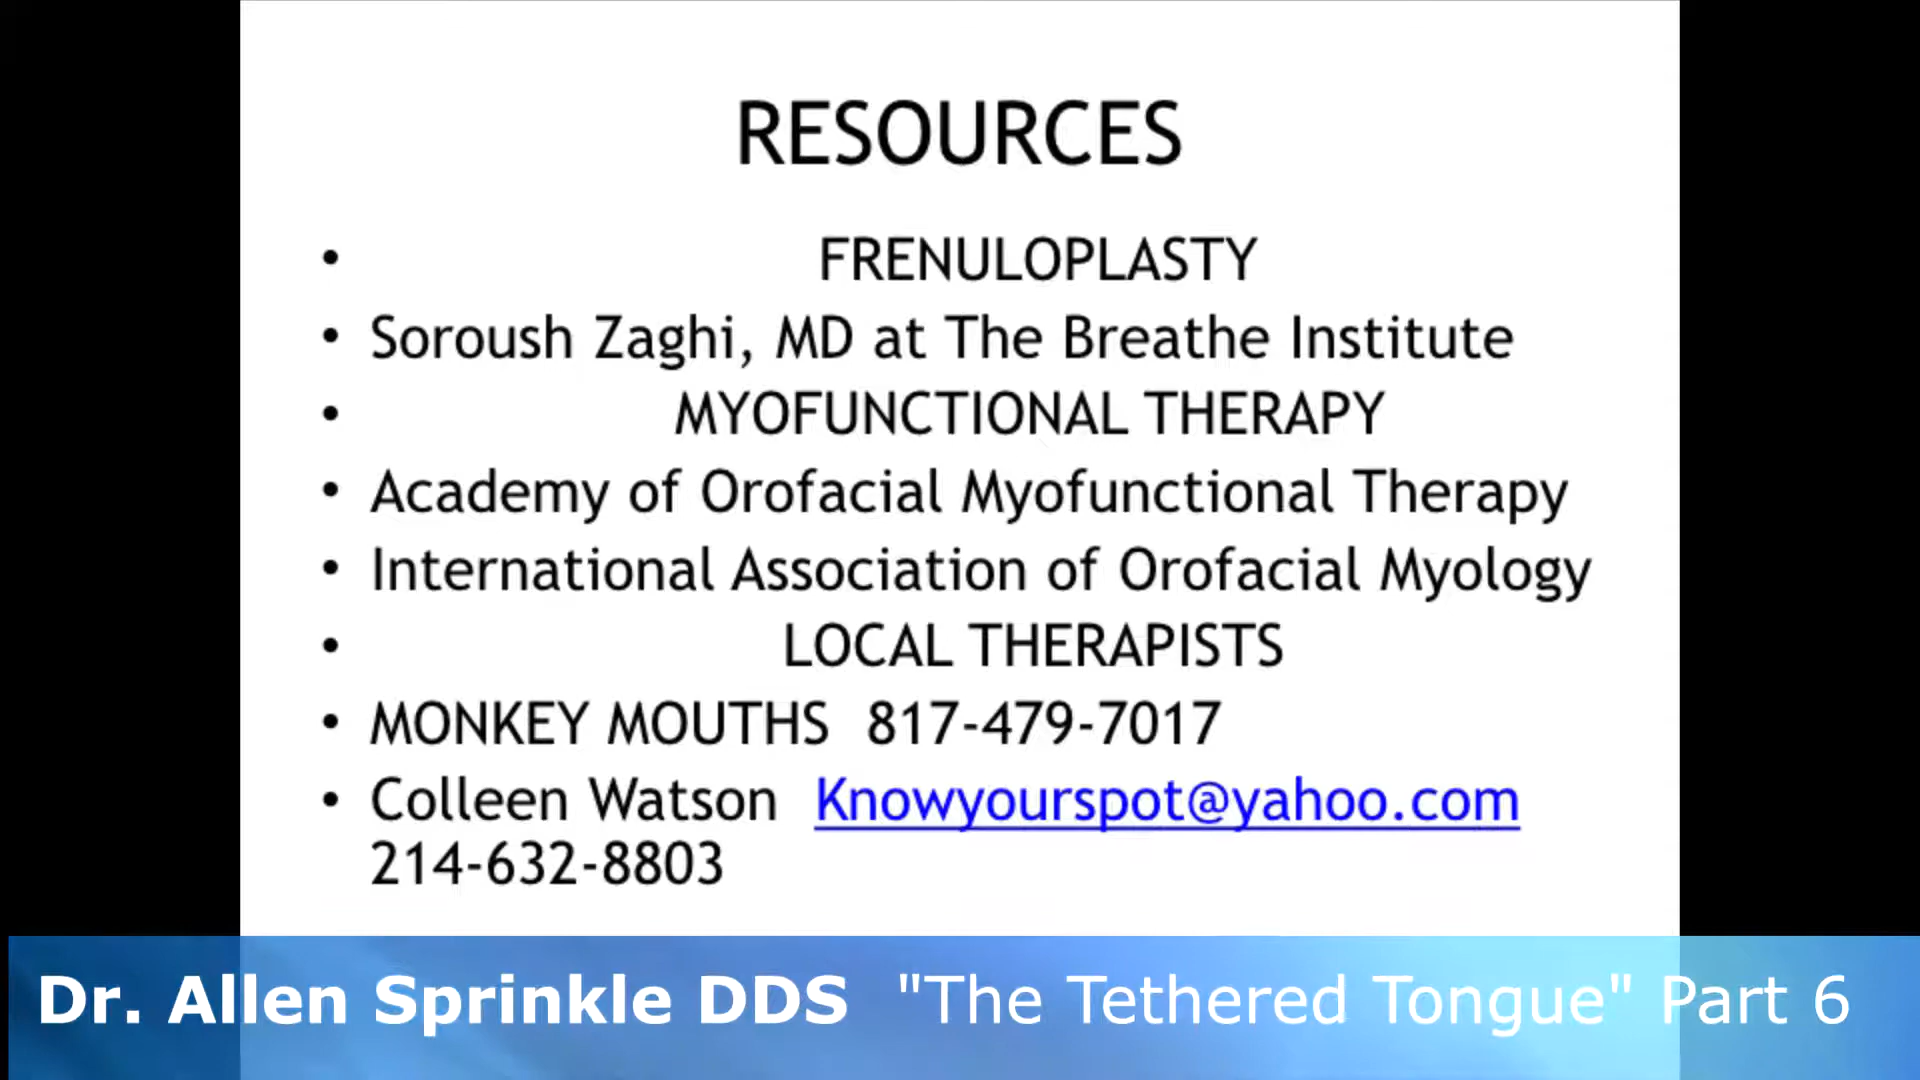 RESOURCES
• FRENULOPLASTY
• Soroush Zaghi, MD at The Breathe Institute
• MYOFUNCTIONAL THERAPY
• Academy of Orofacial Myofunctional Therapy
• International Association of Orofacial Myology
• LOCAL THERAPISTS
• MONKEY MOUTHS 817-479-7017
• Colleen Watson Knowyourspot@yahoo.com
214-632-8803
Dr. Allen Sprinkle DDS "The Tethered Tongue" Part 6